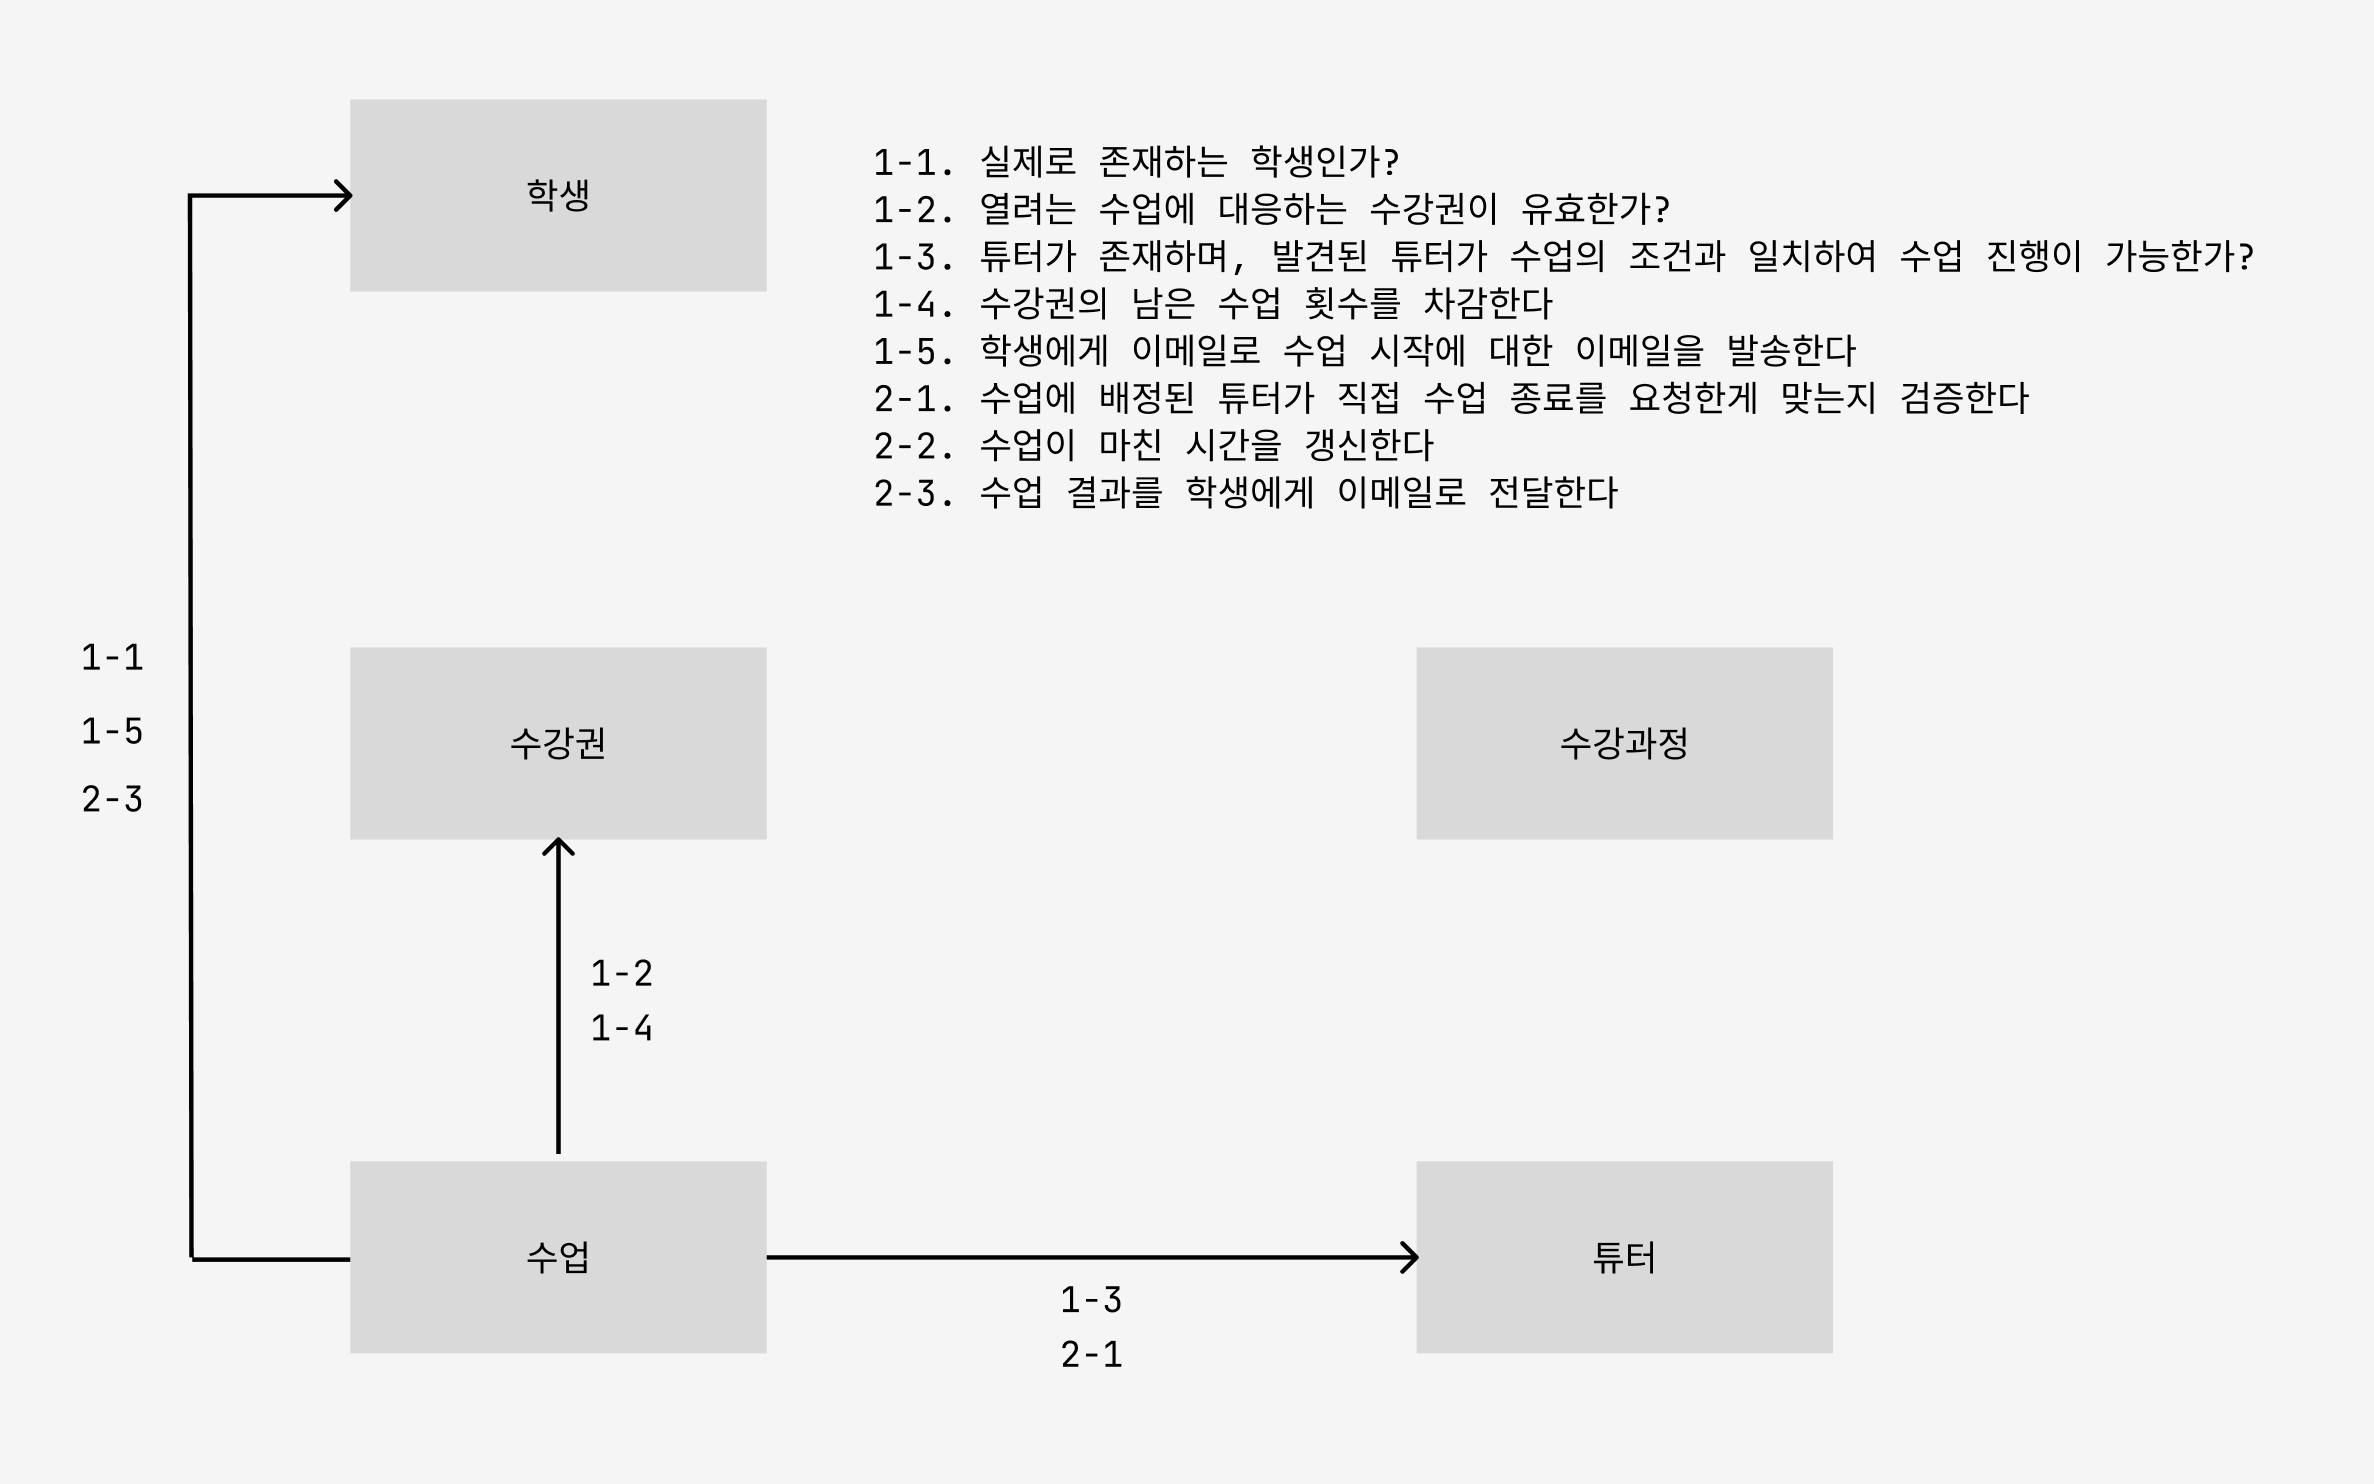 학생
1-1. 실제로 존재하는 학생인가?
1-2. 열려는 수업에 대응하는 수강권이 유효한가?
1-3. 튜터가 존재하며, 발견된 튜터가 수업의 조건과 일치하여 수업 진행이 가능한가?
1-4. 수강권의 남은 수업 횟수를 차감한다
1-5. 학생에게 이메일로 수업 시작에 대한 이메일을 발송한다
2-1. 수업에 배정된 튜터가 직접 수업 종료를 요청한게 맞는지 검증한다
2-2. 수업이 마친 시간을 갱신한다
2-3. 수업 결과를 학생에게 이메일로 전달한다
1-1
1-5
2-3
수강권
수강과정
1-2
1-4
수업
튜터
1-3
2-1